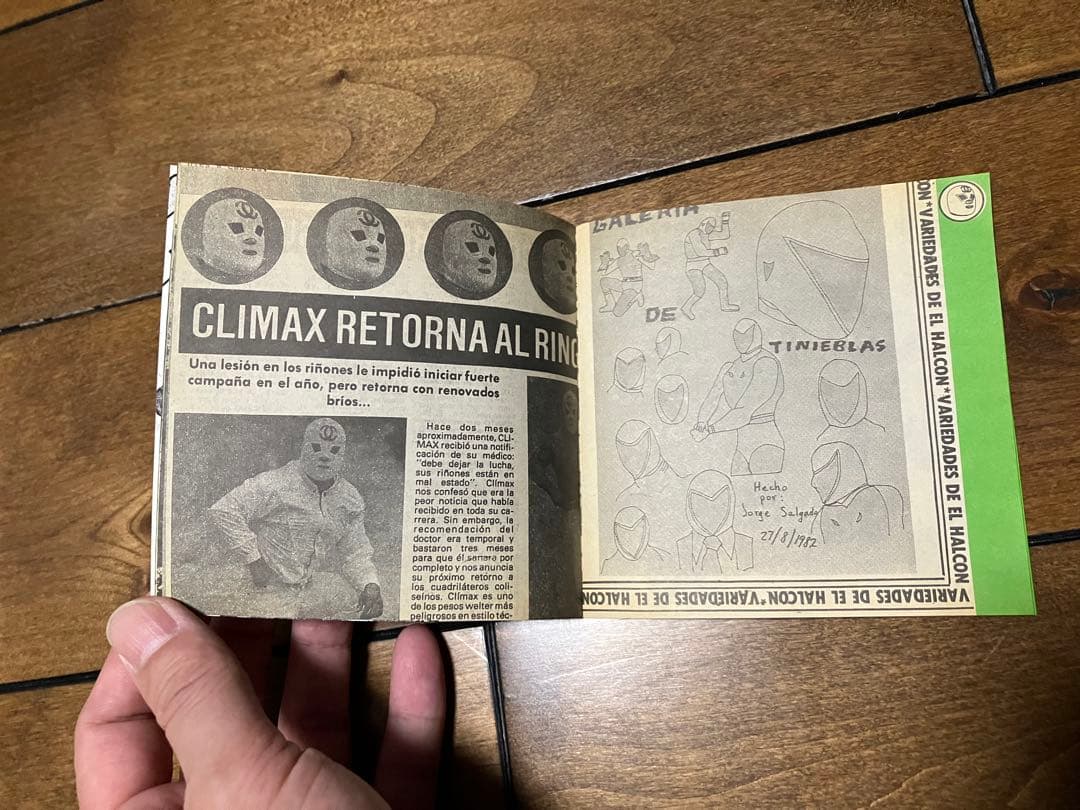 CLIMAX RETORNA AL RING
Una lesión en los riñones le impidió iniciar fuerte
campaña en el año, pero retorna con renovados
bríos...
Hace dos meses
aproximadamente, CLI-
MAX recibió una notifi-
cación de su médico:
"debe dejar la lucha,
sus riñones están en
mal estado". Clímax
nos confesó que era la
peor noticia que había
recibido en toda su ca-
rrera. Sin embargo, la
recomendación del
doctor era temporal y
bastaron tres meses
para que él sanara por
completo y nos anuncia
su próximo retorno a
los cuadriláteros coli-
seínos. Clímax es uno
de los pesos welter más
peligrosos en estilo téc-
GALERIA
DE
TINIEBLAS
Hecho
por:
Jorge Salgado
27/8/1982
ON*VARIEDADES DE EL HALCON*VARIEDADES DE EL HALCON
VARIEDADES DE EL HALCON*VARIEDADES DE EL HALCON